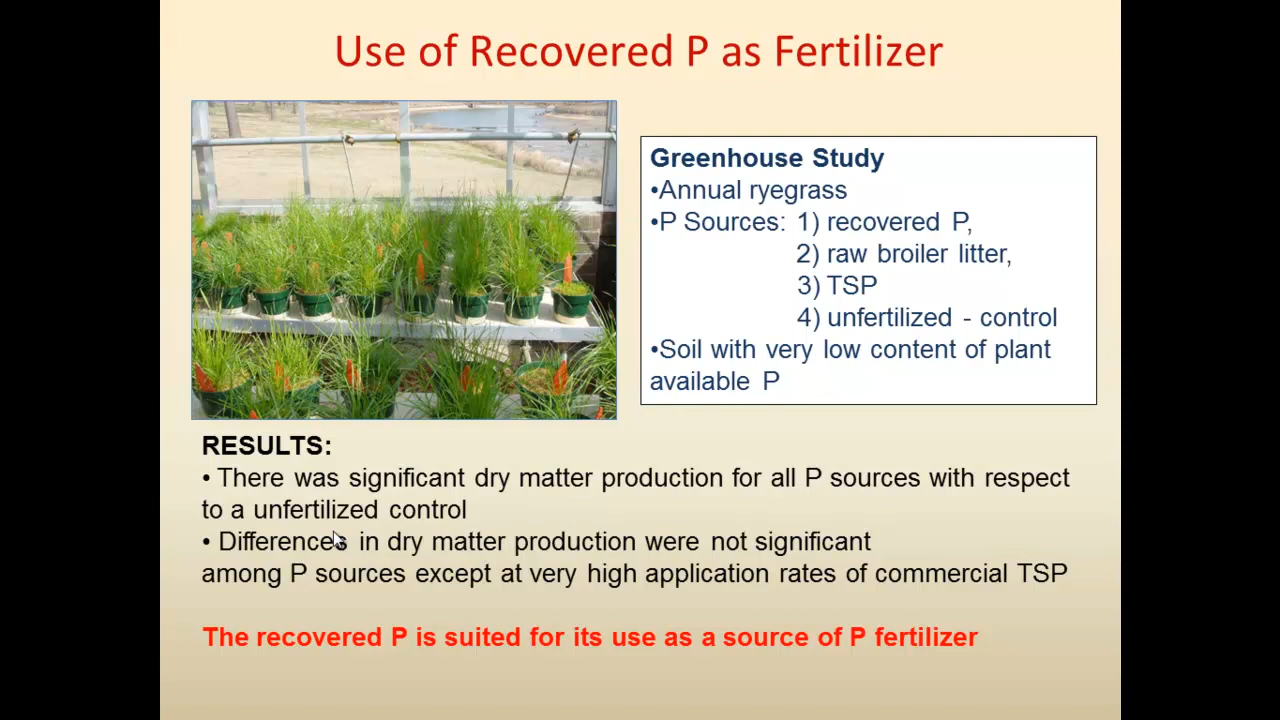 Use of Recovered P as Fertilizer
Greenhouse Study
•Annual ryegrass
•P Sources: 1) recovered P,
2) raw broiler litter,
3) TSP
4) unfertilized - control
•Soil with very low content of plant
available P
RESULTS:
• There was significant dry matter production for all P sources with respect
to a unfertilized control
• Differences in dry matter production were not significant
among P sources except at very high application rates of commercial TSP
The recovered P is suited for its use as a source of P fertilizer